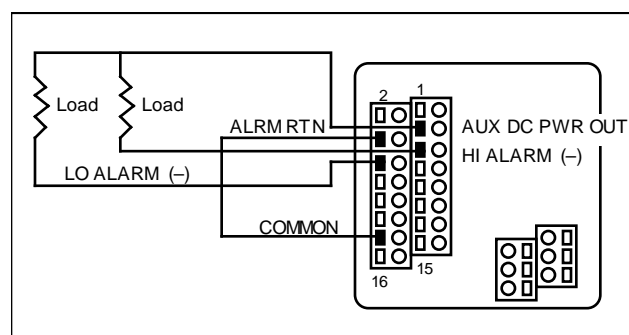 2 1
Load Load ALRM RTN AUX DC PWR OUT
LO ALARM (–) HI ALARM (–)
COMMON
16 15